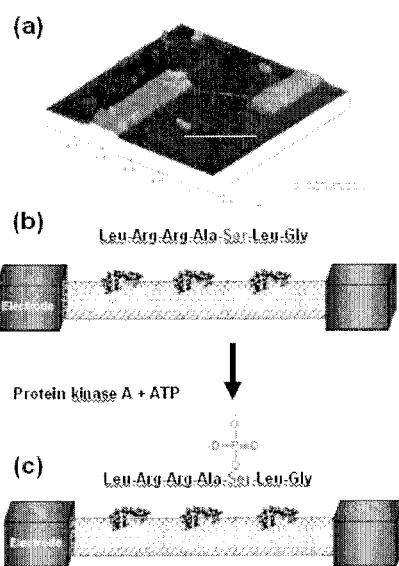 (a)
(b)
Leu-Arg-Arg-Ala-Ser-Leu-Gly
Electrode
Protein kinase A + ATP
O
O-P-O
O
(c)
Leu-Arg-Arg-Ala-Ser-Leu-Gly
Electrode